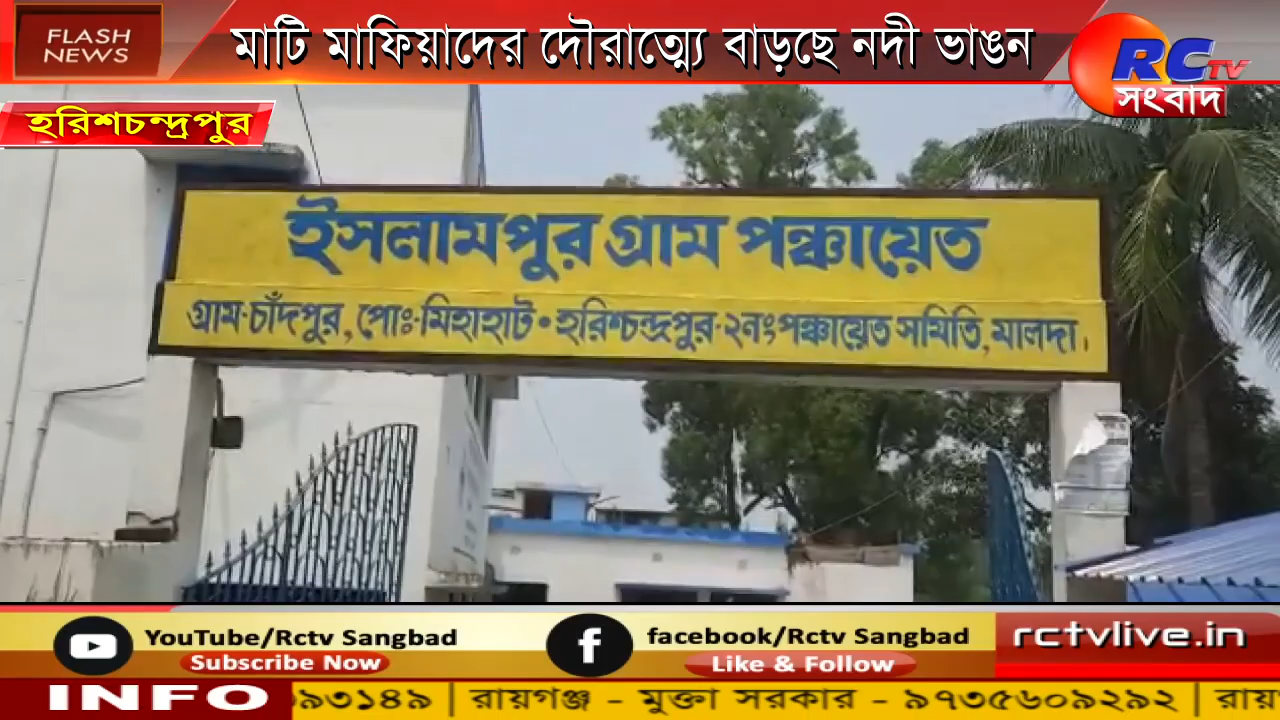 FLASH NEWS
মাটি মাফিয়াদের দৌরাত্ম্যে বাড়ছে নদী ভাঙন
RCTV সংবাদ
হরিশচন্দ্রপুর
ইসলামপুর গ্রাম পঞ্চায়েত
গ্রাম-চাঁদপুর, পোঃ-মিহাহাট • হরিশ্চন্দ্রপুর-২নং পঞ্চায়েত সমিতি, মালদা।
YouTube/Rctv Sangbad
Subscribe Now
facebook/Rctv Sangbad
Like & Follow
rctvlive.in
INFO
৯৩১৪৯ | রায়গঞ্জ - মুক্তা সরকার - ৯৭৩৫৬০৯২৯২ | রায়